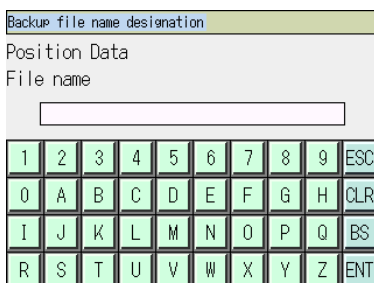 Backup file name designation
Position Data
File name
1 2 3 4 5 6 7 8 9 ESC
0 A B C D E F G H CLR
I J K L M N O P Q BS
R S T U V W X Y Z ENT